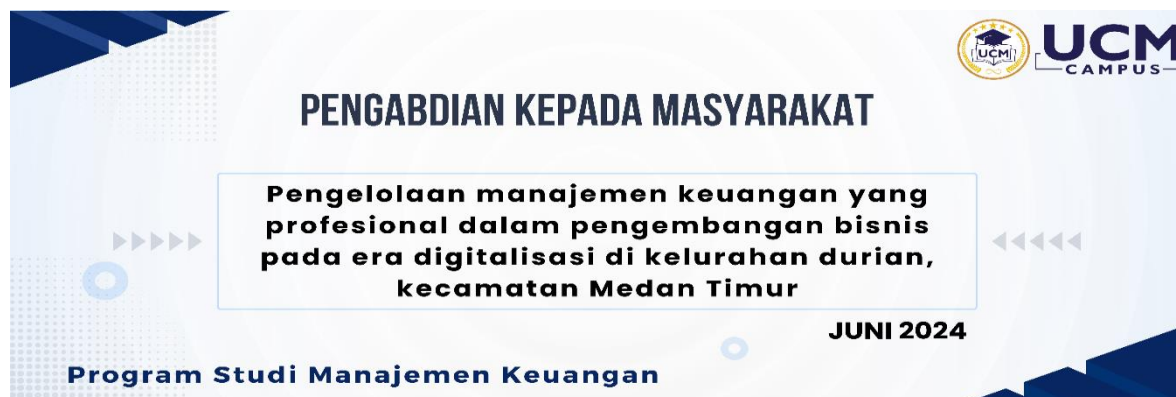 UCM
UCM
CAMPUS
PENGABDIAN KEPADA MASYARAKAT
Pengelolaan manajemen keuangan yang
profesional dalam pengembangan bisnis
pada era digitalisasi di kelurahan durian,
kecamatan Medan Timur
JUNI 2024
Program Studi Manajemen Keuangan